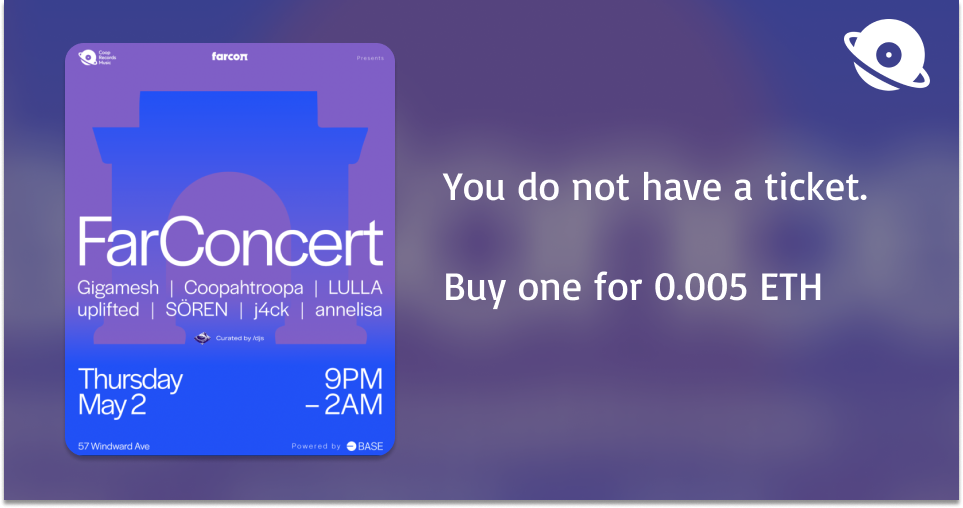 Coop
Records
Music
farcon
Presents
FarConcert
Gigamesh | Coopahtroopa | LULLA
uplifted | SÖREN | j4ck | annelisa
Curated by /djs
Thursday
May 2
9PM
– 2AM
57 Windward Ave
Powered by BASE
You do not have a ticket.
Buy one for 0.005 ETH